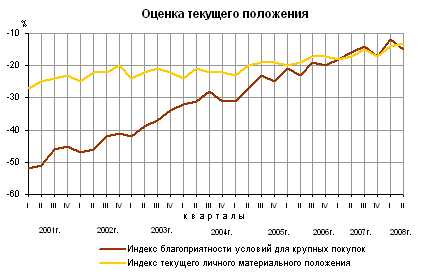 Оценка текущего положения
%
-10
-20
-30
-40
-50
-60
I II III IV I II III IV I II III IV I II III IV I II III IV I II III IV I II III IV I II
кварталы
2001г. 2002г. 2003г. 2004г. 2005г. 2006г. 2007г. 2008г.
Индекс благоприятности условий для крупных покупок
Индекс текущего личного материального положения